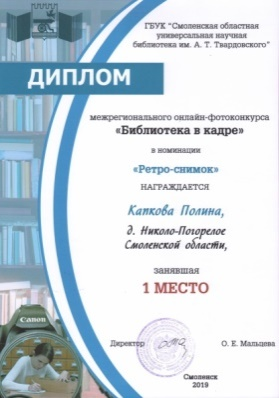 ГБУК "Смоленская областная
универсальная научная
библиотека им. А. Т. Твардовского"
ДИПЛОМ
межрегионального онлайн-фотоконкурса
«Библиотека в кадре»
в номинации
«Ретро-снимок»
НАГРАЖДАЕТСЯ
Капкова Полина,
д. Николо-Погорелое
Смоленской области,
занявшая
1 МЕСТО
Canon
Директор О. Е. Мальцева
Смоленск
2019